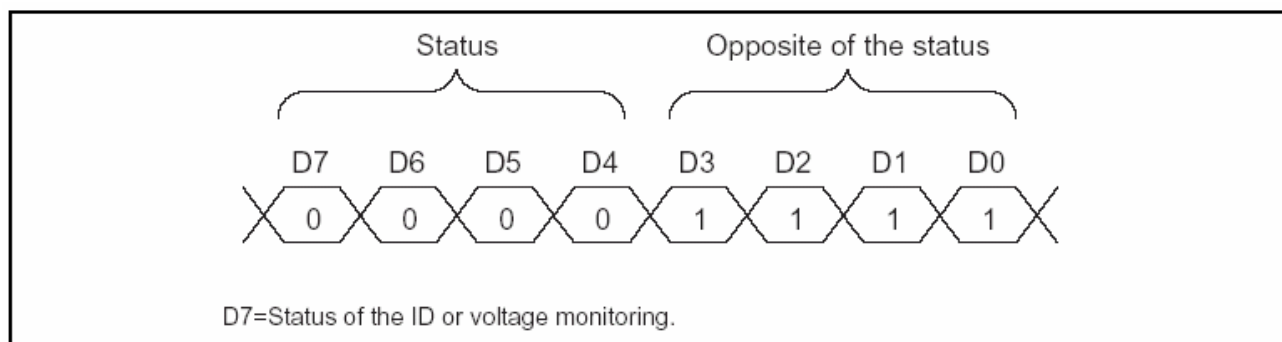 Status Opposite of the status
D7 D6 D5 D4 D3 D2 D1 D0
0 0 0 0 1 1 1 1
D7=Status of the ID or voltage monitoring.